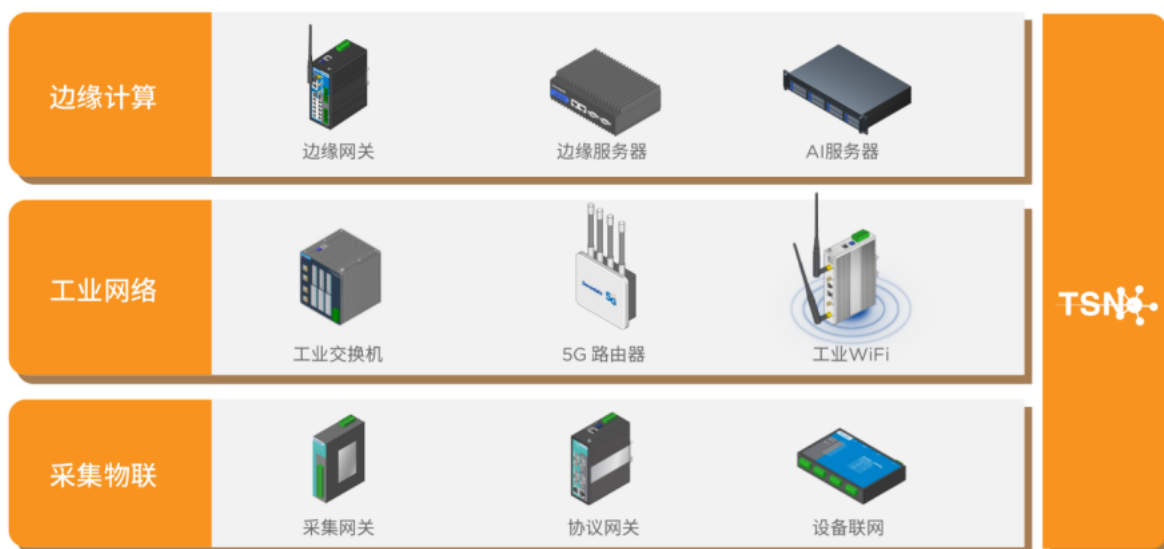 边缘计算
边缘网关
边缘服务器
AI服务器
工业网络
工业交换机
5G 路由器
工业WiFi
5G
TSN
采集物联
采集网关
协议网关
设备联网